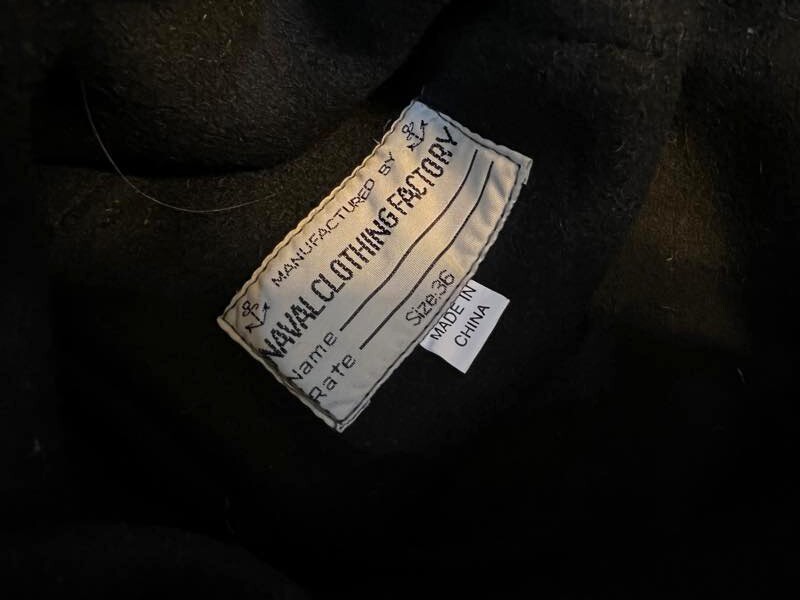 MANUFACTURED BY
NAVAL CLOTHING FACTORY
Name
Rate
Size:36
MADE IN
CHINA